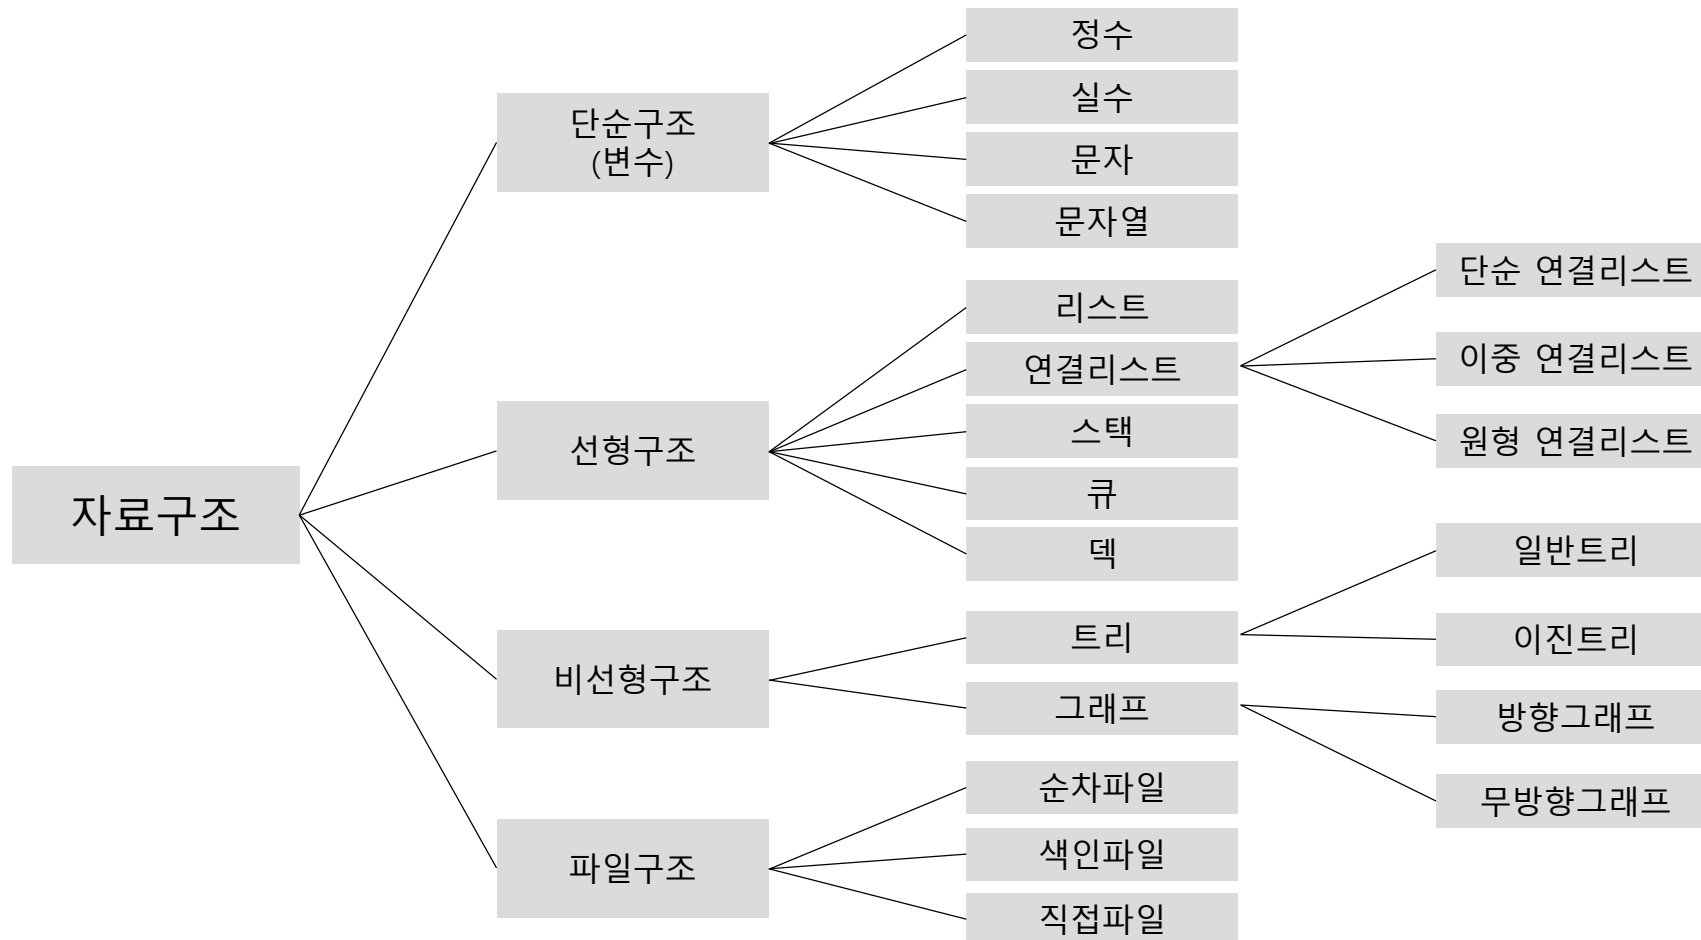 자료구조
단순구조
(변수)
정수
실수
문자
문자열
선형구조
리스트
연결리스트
단순 연결리스트
이중 연결리스트
원형 연결리스트
스택
큐
덱
비선형구조
트리
일반트리
이진트리
그래프
방향그래프
무방향그래프
파일구조
순차파일
색인파일
직접파일